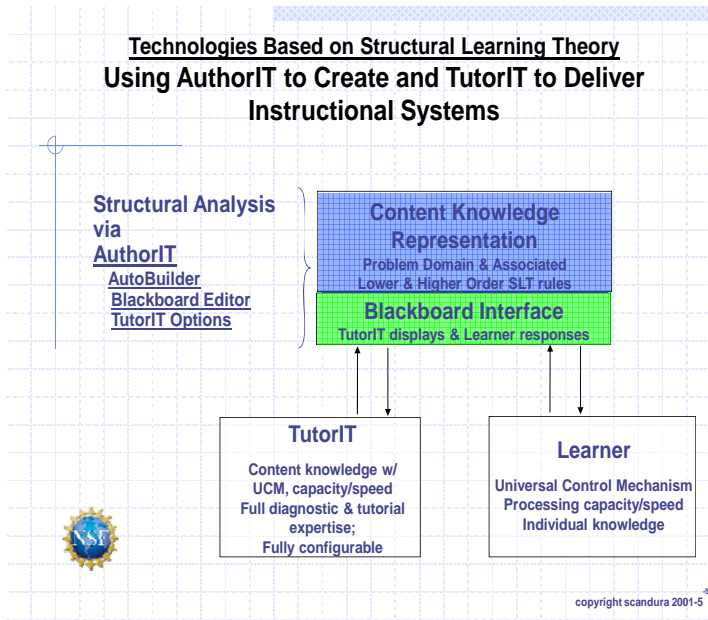 Technologies Based on Structural Learning Theory
Using AuthorIT to Create and TutorIT to Deliver
Instructional Systems
Structural Analysis
via
AuthorIT
AutoBuilder
Blackboard Editor
TutorIT Options
Content Knowledge
Representation
Problem Domain & Associated
Lower & Higher Order SLT rules
Blackboard Interface
TutorIT displays & Learner responses
TutorIT
Content knowledge w/
UCM, capacity/speed
Full diagnostic & tutorial
expertise;
Fully configurable
Learner
Universal Control Mechanism
Processing capacity/speed
Individual knowledge
NSF
copyright scandura 2001-5